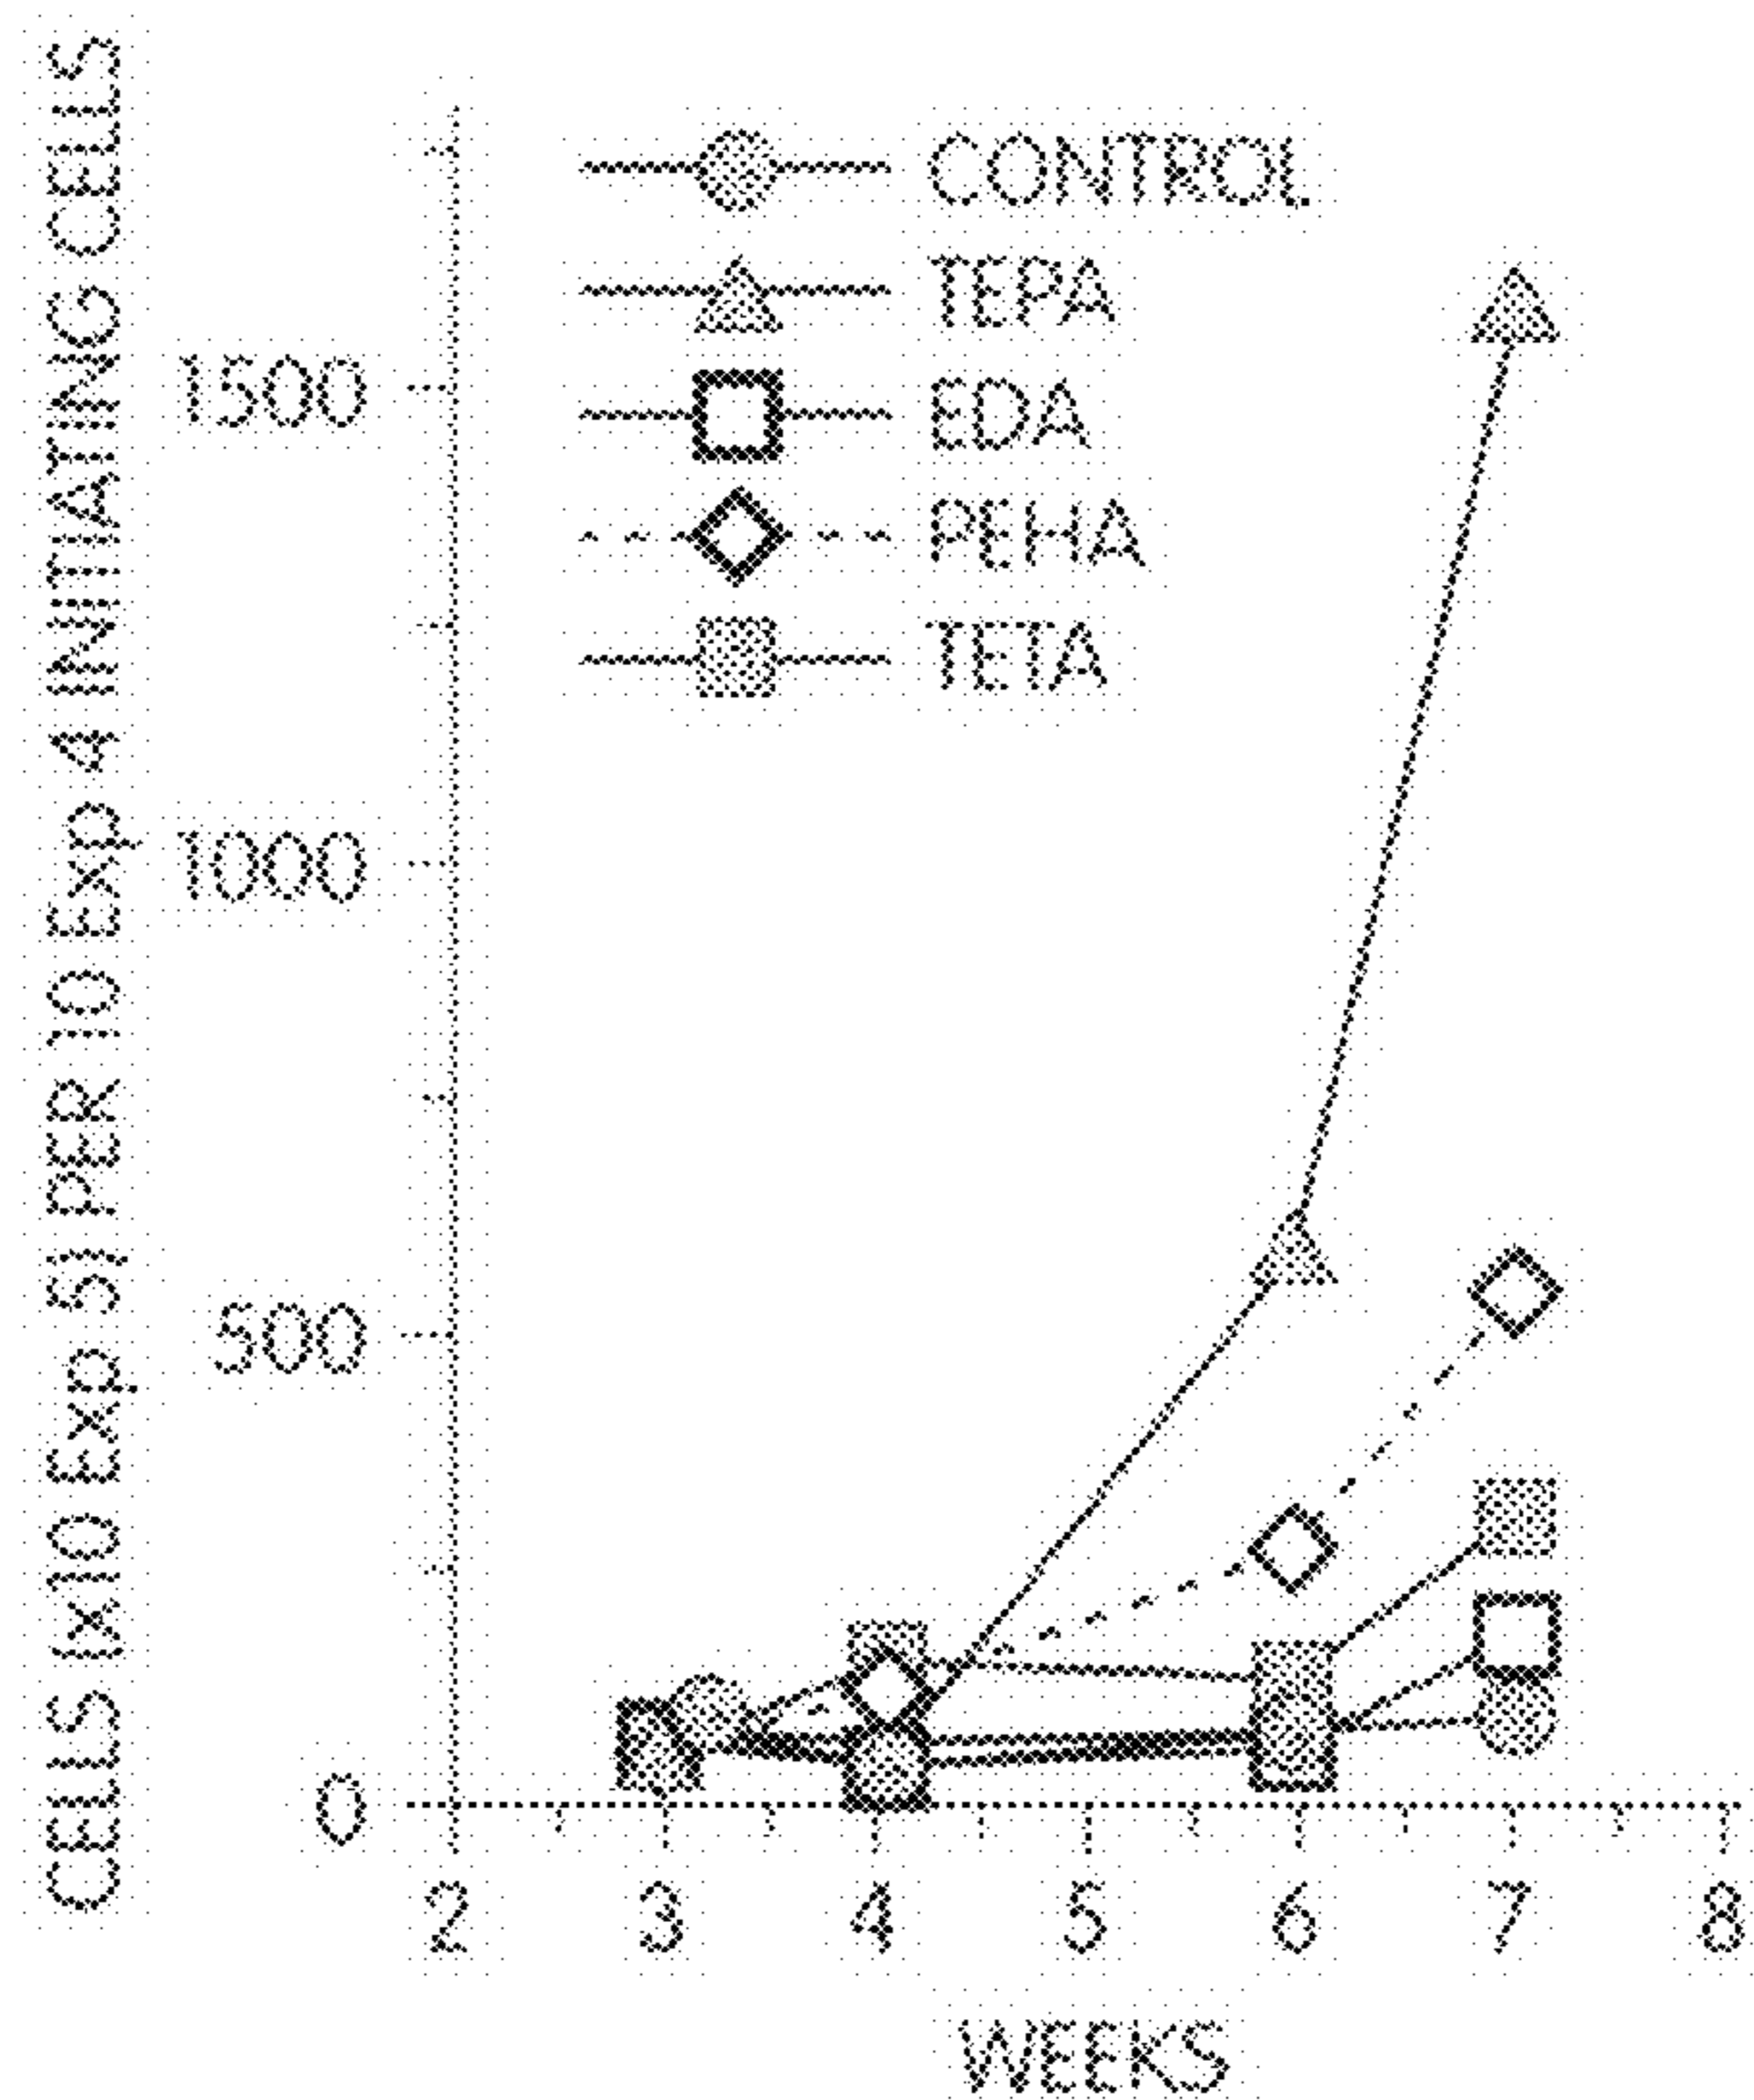 CELLS (x10 Exp 5) PER 10 Exp 4 INITIATING CELLS
CONTROL
TEPA
EDA
PEHA
TETA
1500
1000
500
0
2 3 4 5 6 7 8
WEEKS